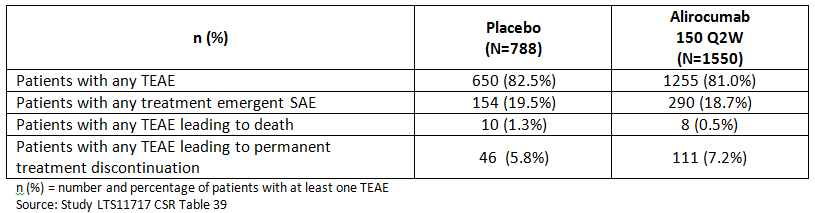 n (%) Placebo (N=788) Alirocumab 150 Q2W (N=1550)
Patients with any TEAE 650 (82.5%) 1255 (81.0%)
Patients with any treatment emergent SAE 154 (19.5%) 290 (18.7%)
Patients with any TEAE leading to death 10 (1.3%) 8 (0.5%)
Patients with any TEAE leading to permanent
treatment discontinuation 46 (5.8%) 111 (7.2%)
n (%) = number and percentage of patients with at least one TEAE
Source: Study LTS11717 CSR Table 39